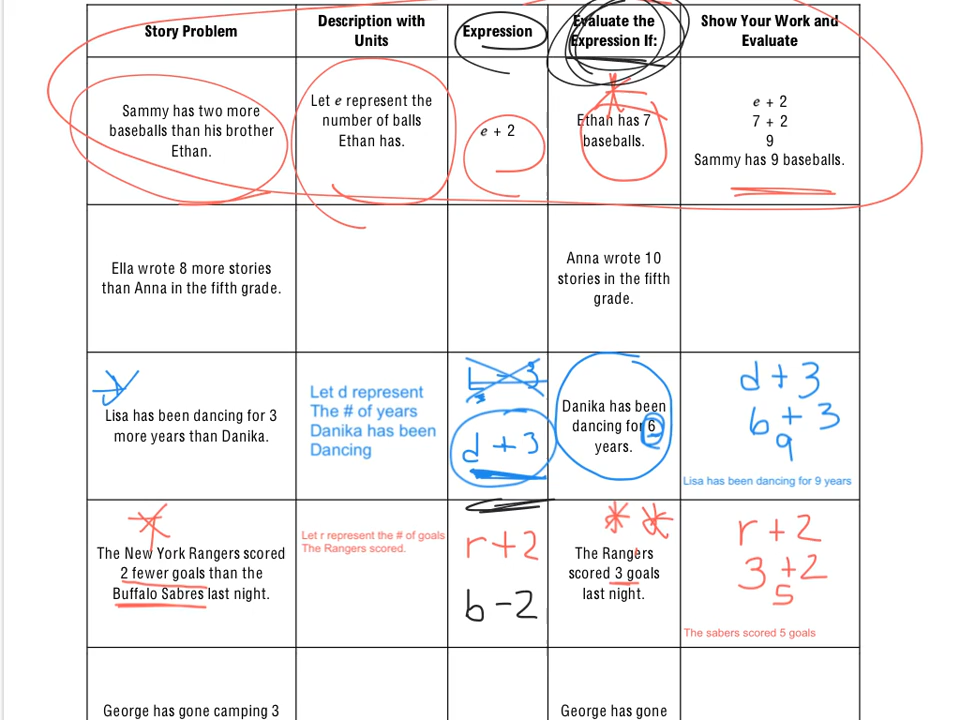 Story Problem
Description with
Units
Expression
Evaluate the
Expression If:
Show Your Work and
Evaluate
Sammy has two more
baseballs than his brother
Ethan.
Let e represent the
number of balls
Ethan has.
e + 2
Ethan has 7
baseballs.
e + 2
7 + 2
9
Sammy has 9 baseballs.
Ella wrote 8 more stories
than Anna in the fifth grade.
Anna wrote 10
stories in the fifth
grade.
Lisa has been dancing for 3
more years than Danika.
Let d represent
The # of years
Danika has been
Dancing
d + 3
Danika has been
dancing for 6
years.
d + 3
6 + 3
9
Lisa has been dancing for 9 years
The New York Rangers scored
2 fewer goals than the
Buffalo Sabres last night.
Let r represent the # of goals
The Rangers scored.
r + 2
b - 2
The Rangers
scored 3 goals
last night.
r + 2
3 + 2
5
The sabers scored 5 goals
George has gone camping 3
George has gone